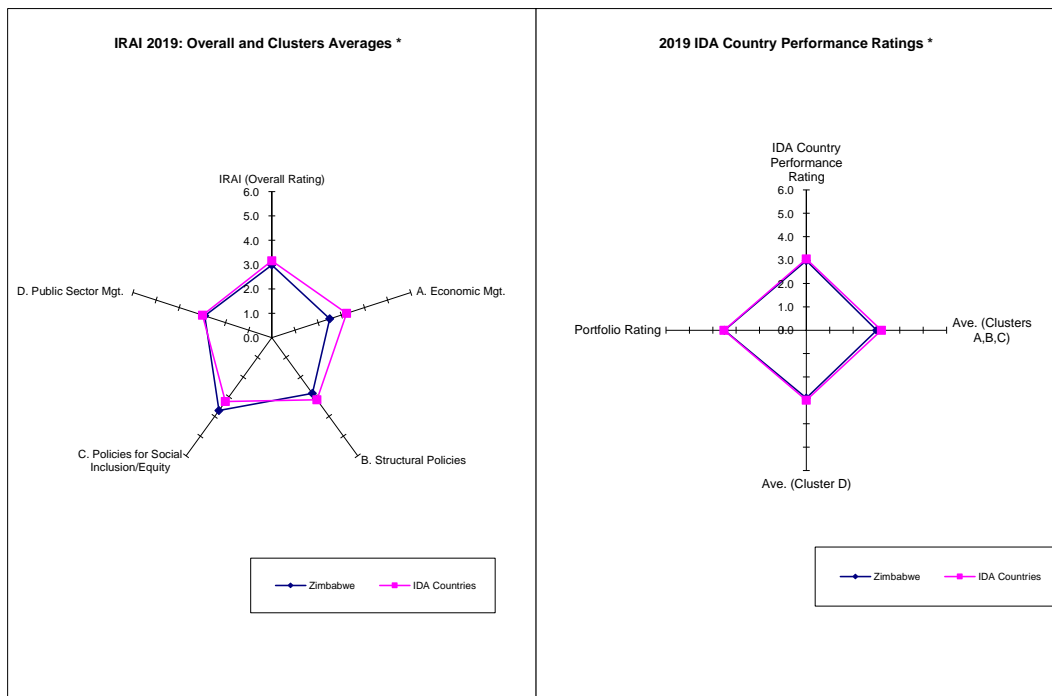 IRAI 2019: Overall and Clusters Averages *
IRAI (Overall Rating)
6.0
5.0
4.0
3.0
2.0
1.0
0.0
A. Economic Mgt.
B. Structural Policies
C. Policies for Social
Inclusion/Equity
D. Public Sector Mgt.
Zimbabwe
IDA Countries
2019 IDA Country Performance Ratings *
IDA Country
Performance
Rating
6.0
5.0
4.0
3.0
2.0
1.0
0.0
Ave. (Clusters
A,B,C)
Ave. (Cluster D)
Portfolio Rating
Zimbabwe
IDA Countries